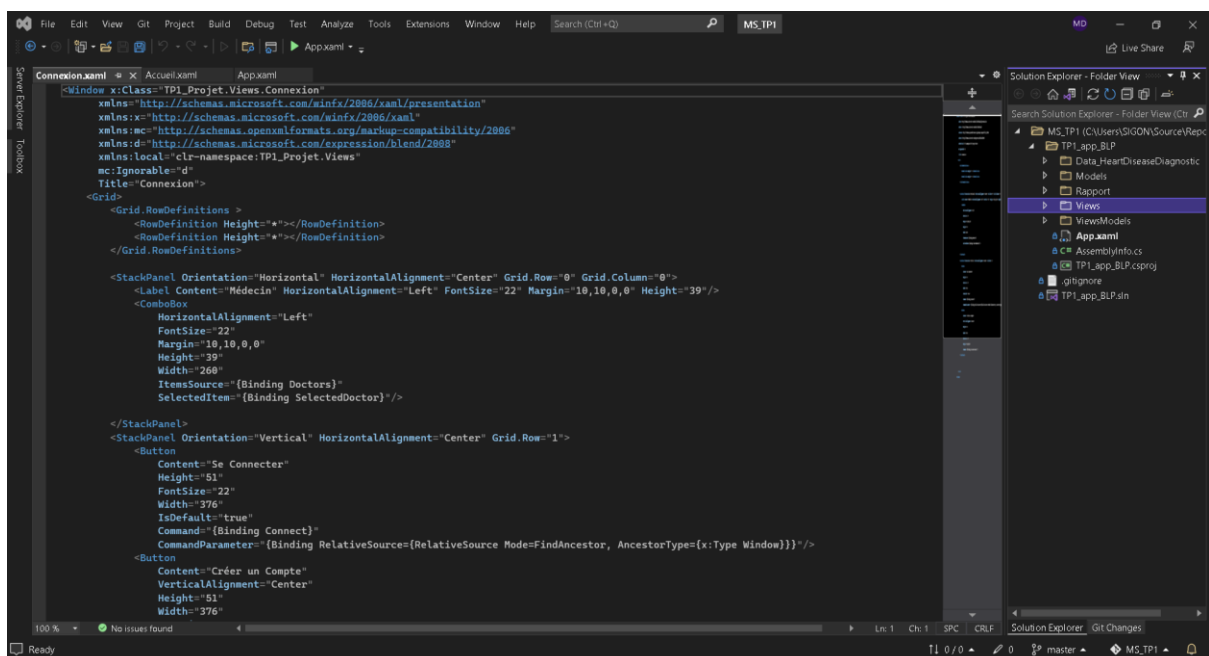 File Edit View Git Project Build Debug Test Analyze Tools Extensions Window Help Search (Ctrl+Q) MS_TP1 MD
App.xaml Live Share
Server Explorer
Toolbox
Connexion.xaml Accueil.xaml App.xaml
<Window x:Class="TP1_Projet.Views.Connexion"
xmlns="http://schemas.microsoft.com/winfx/2006/xaml/presentation"
xmlns:x="http://schemas.microsoft.com/winfx/2006/xaml"
xmlns:mc="http://schemas.openxmlformats.org/markup-compatibility/2006"
xmlns:d="http://schemas.microsoft.com/expression/blend/2008"
xmlns:local="clr-namespace:TP1_Projet.Views"
mc:Ignorable="d"
Title="Connexion">
<Grid>
<Grid.RowDefinitions >
<RowDefinition Height="*"></RowDefinition>
<RowDefinition Height="*"></RowDefinition>
</Grid.RowDefinitions>
<StackPanel Orientation="Horizontal" HorizontalAlignment="Center" Grid.Row="0" Grid.Column="0">
<Label Content="Médecin" HorizontalAlignment="Left" FontSize="22" Margin="10,10,0,0" Height="39"/>
<ComboBox
HorizontalAlignment="Left"
FontSize="22"
Margin="10,10,0,0"
Height="39"
Width="260"
ItemsSource="{Binding Doctors}"
SelectedItem="{Binding SelectedDoctor}"/>
</StackPanel>
<StackPanel Orientation="Vertical" HorizontalAlignment="Center" Grid.Row="1">
<Button
Content="Se Connecter"
Height="51"
FontSize="22"
Width="376"
IsDefault="true"
Command="{Binding Connect}"
CommandParameter="{Binding RelativeSource={RelativeSource Mode=FindAncestor, AncestorType={x:Type Window}}}"/>
<Button
Content="Créer un Compte"
VerticalAlignment="Center"
Height="51"
Width="376"
100 % No issues found Ln: 1 Ch: 1 SPC CRLF
Solution Explorer - Folder View
Search Solution Explorer - Folder View (Ctr
MS_TP1 (C:\Users\SIGON\Source\Repo
TP1_app_BLP
Data_HeartDiseaseDiagnostic
Models
Rapport
Views
ViewsModels
App.xaml
C# AssemblyInfo.cs
TP1_app_BLP.csproj
.gitignore
TP1_app_BLP.sln
Solution Explorer Git Changes
Ready 0 / 0 0 master MS_TP1